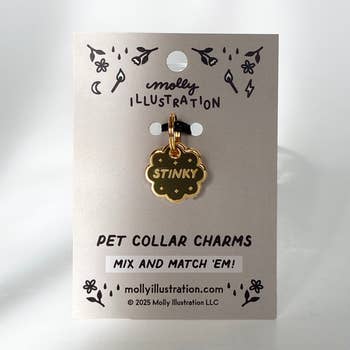 molly
ILLUSTRATION
STINKY
PET COLLAR CHARMS
MIX AND MATCH 'EM!
mollyillustration.com
© 2025 Molly Illustration LLC